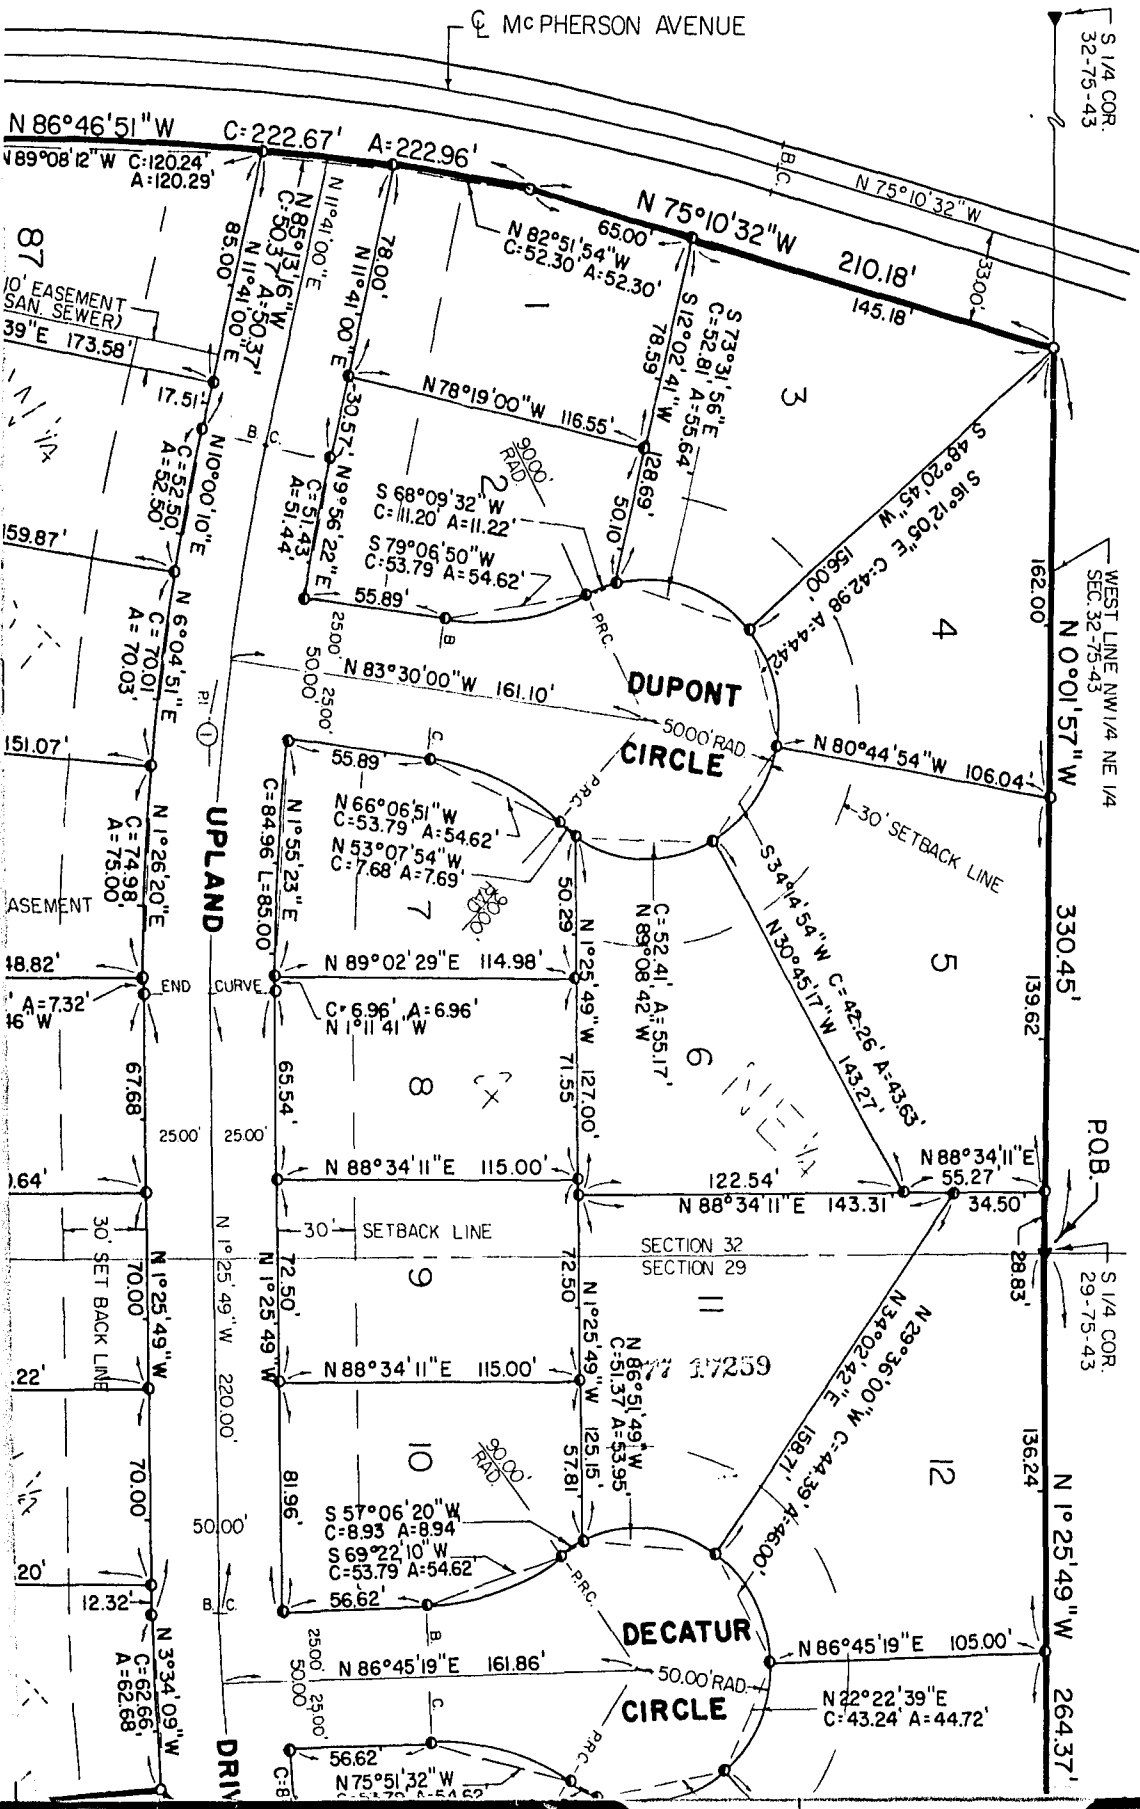 ℄ McPHERSON AVENUE
S 1/4 COR.
32-75-43
N 86°46'51"W
C=222.67'
A=222.96'
N89°08'12"W C=120.24'
A=120.29'
B.C.
N 75°10'32"W
33.00'
N 75°10'32"W
210.18'
65.00'
145.18'
N 82°51'54"W
C=52.30' A=52.30'
N 85°13'16"W
C=50.37' A=50.37'
N 11°41'00"E
85.00'
N 11°41'00"E
78.00'
N 11°41'00"E
87
10' EASEMENT
SAN. SEWER)
39"E 173.58'
17.51'
B.C.
1
S 73°31'56"E
C=52.81' A=55.64'
S 12°02'41"W
78.59'
128.69'
50.10'
3
N 78°19'00"W 116.55'
30.57'
90.00'
RAD.
2
S 68°09'32"W
C=11.20' A=11.22'
S 79°06'50"W
C=53.79' A=54.62'
N 10°00'10"E
C=52.50'
A=52.50'
N 9°56'22"E
C=51.43'
A=51.44'
159.87'
55.89'
B.
P.R.C.
S 48°20'45"W
156.00'
S 16°12'05"E C=42.98' A=44.42'
162.00'
WEST LINE NW 1/4 NE 1/4
SEC. 32-75-43
N 0°01'57"W
330.45'
4
25.00'
50.00'
25.00'
N 83°30'00"W 161.10'
DUPONT
CIRCLE
50.00' RAD.
N 6°04'51"E
C=70.01'
A=70.03'
P.I.
1
151.07'
N 80°44'54"W 106.04'
30' SETBACK LINE
C.
55.89'
P.R.C.
N 66°06'51"W
C=53.79' A=54.62'
N 53°07'54"W
C=7.68' A=7.69'
90.00'
RAD.
7
N 1°55'23"E
C=84.96' L=85.00'
UPLAND
N 1°26'20"E
C=74.98'
A=75.00'
ASEMENT
50.29'
N 1°25'49"W 127.00'
71.55'
C=52.41' A=55.17'
N 89°08'42"W
S 34°14'54"W C=42.26' A=43.63'
N 30°45'17"W 143.27'
5
139.62'
6
48.82'
A=7.32'
46"W
END CURVE
N 89°02'29"E 114.98'
C=6.96' A=6.96'
N 1°11'41"W
67.68'
65.54'
8
NE 1/4
25.00' 25.00'
N 88°34'11"E 115.00'
122.54'
N 88°34'11"E 143.31'
N 88°34'11"E
55.27'
34.50'
P.O.B.
28.83'
S 1/4 COR.
29-75-43
0.64'
30' SET BACK LINE
30' SETBACK LINE
SECTION 32
SECTION 29
N 1°25'49"W 220.00'
N 1°25'49"W
70.00'
72.50'
N 1°25'49"W
9
72.50'
N 1°25'49"W 125.15'
57.81'
11
77 17259
N 86°51'49"W
C=51.37' A=53.95'
N 29°36'00"W C=44.39' A=46.00'
N 34°02'42"E 158.71'
12
136.24'
N 1°25'49"W
264.37'
.22'
N 88°34'11"E 115.00'
10
90.00'
RAD.
81.96'
70.00'
50.00'
S 57°06'20"W
C=8.93' A=8.94'
S 69°22'10"W
C=53.79' A=54.62'
20'
12.32'
B.C.
56.62'
B.
P.R.C.
DECATUR
CIRCLE
50.00' RAD.
N 86°45'19"E 105.00'
N 3°34'09"W
C=62.66'
A=62.68'
25.00'
50.00'
25.00'
N 86°45'19"E 161.86'
C.
N 22°22'39"E
C=43.24' A=44.72'
DRIV
56.62'
P.R.C.
C=8
N 75°51'32"W
C=53.79' A=54.62'